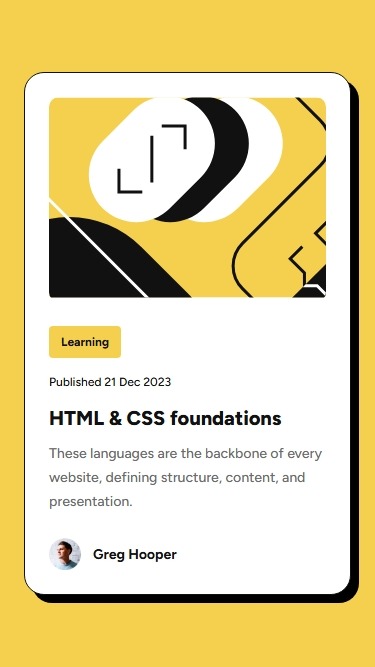 Learning
Published 21 Dec 2023
HTML & CSS foundations
These languages are the backbone of every
website, defining structure, content, and
presentation.
Greg Hooper